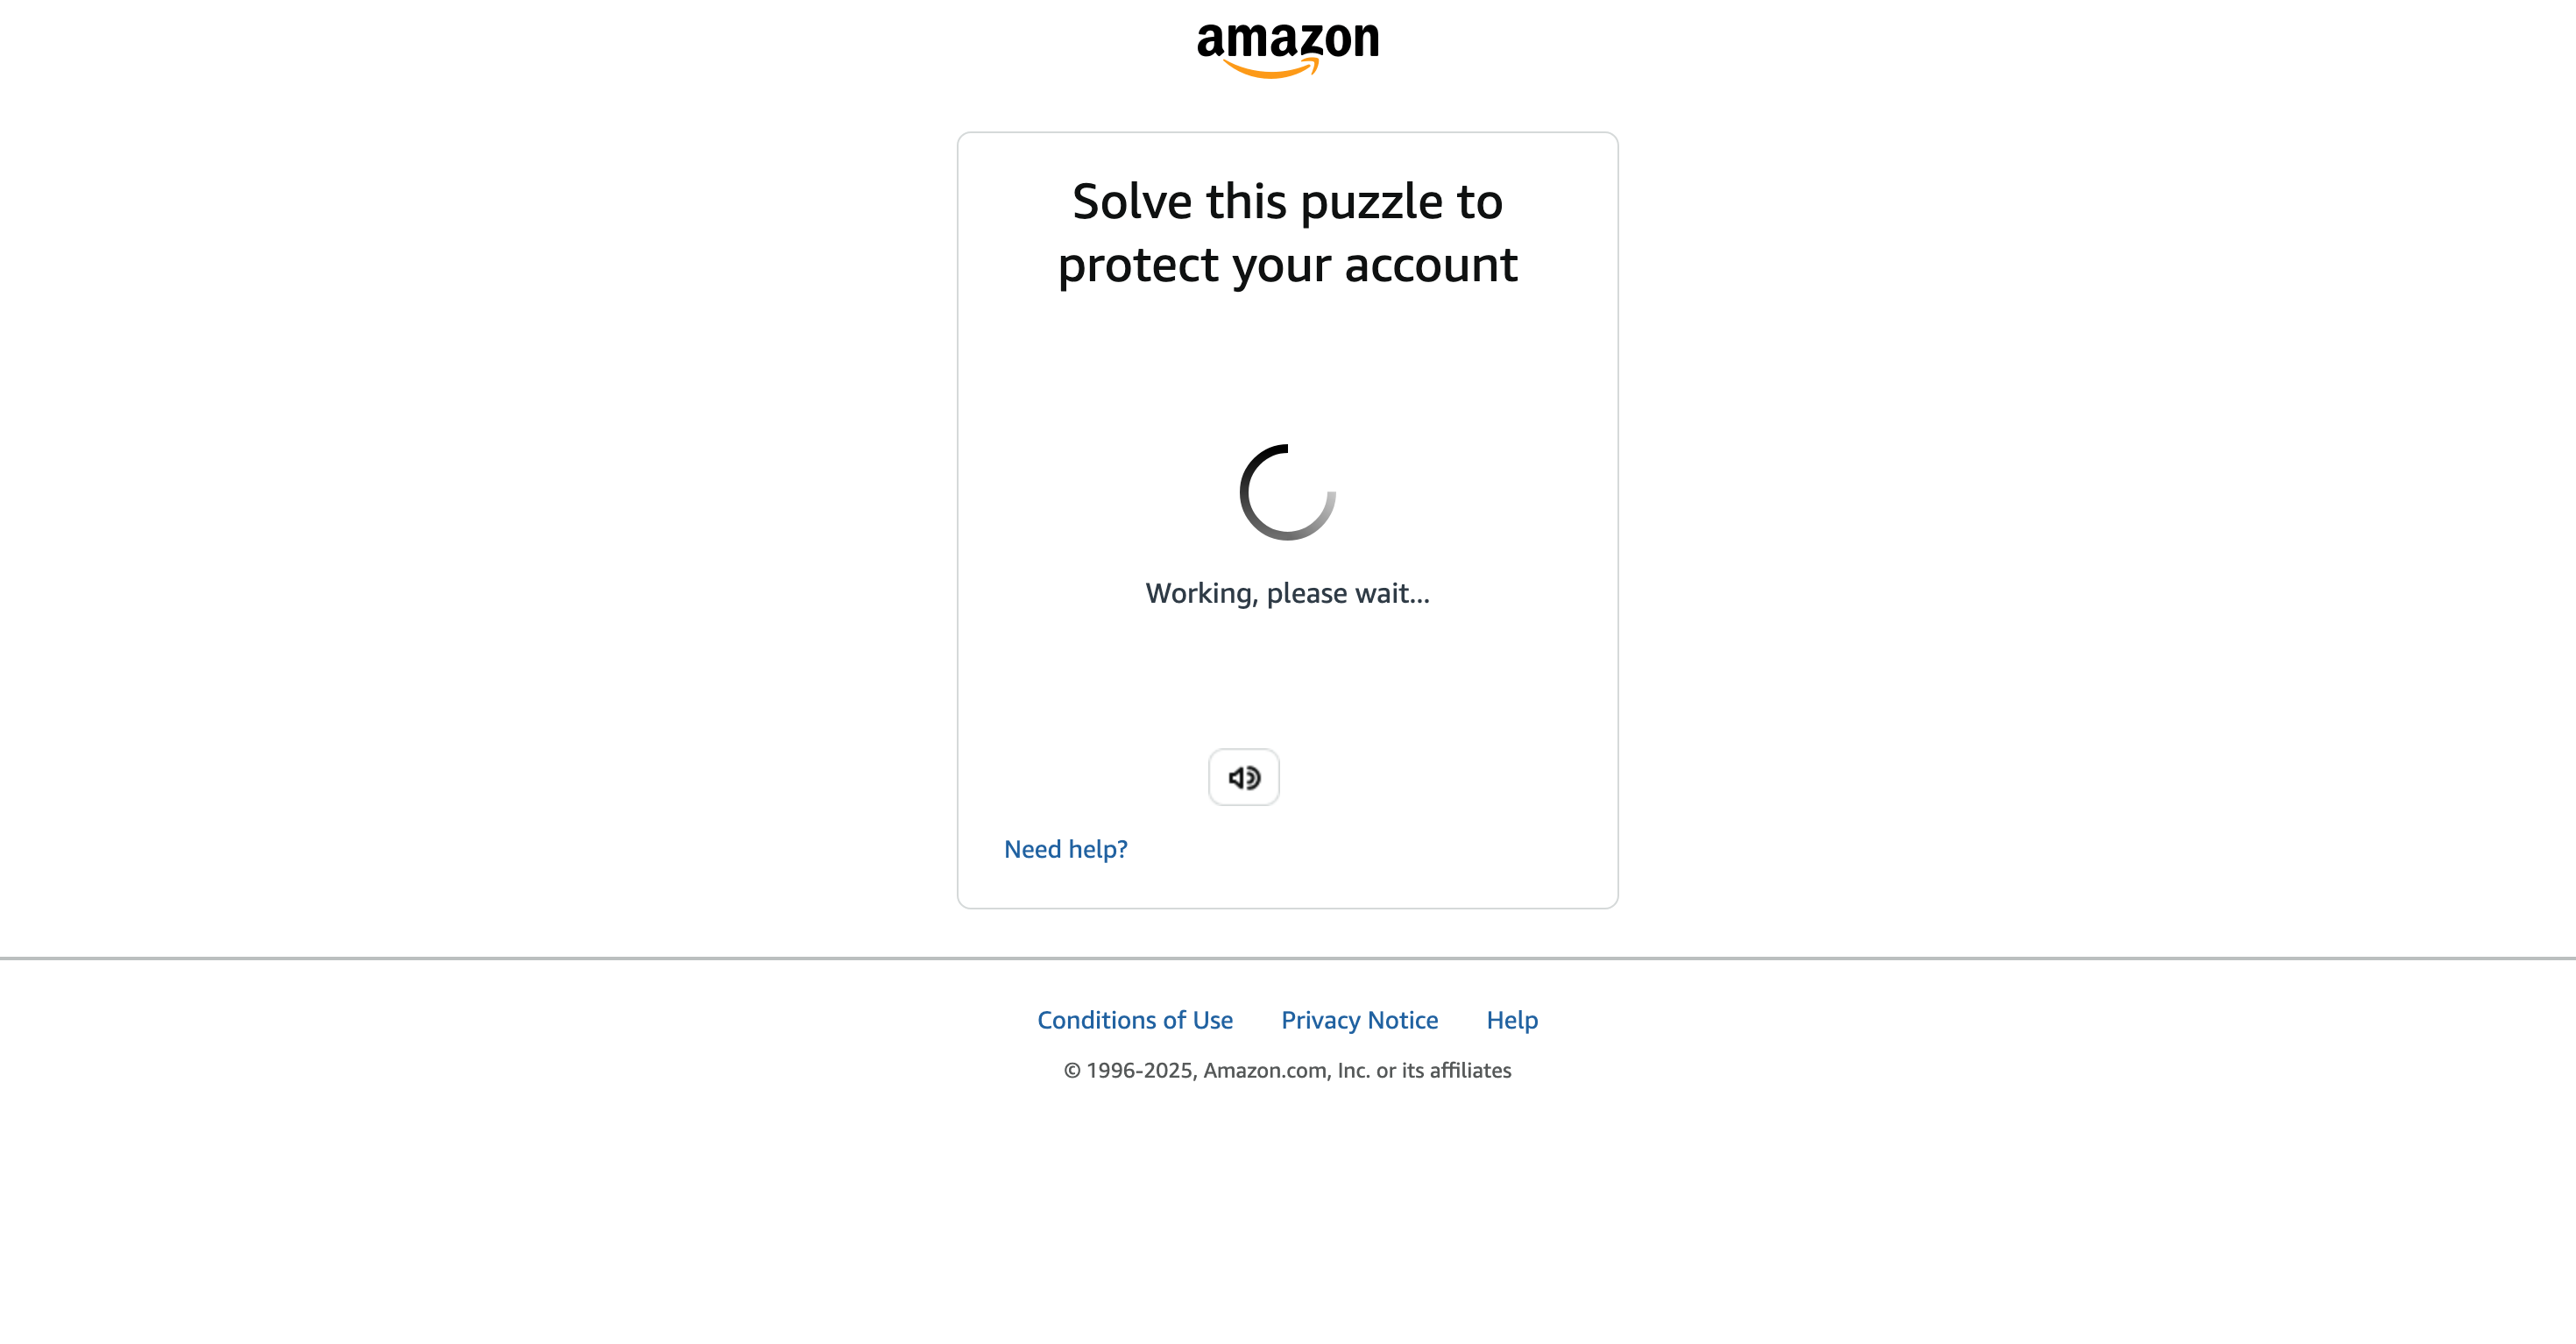 amazon
Solve this puzzle to
protect your account
Working, please wait...
Need help?
Conditions of Use Privacy Notice Help
© 1996-2025, Amazon.com, Inc. or its affiliates